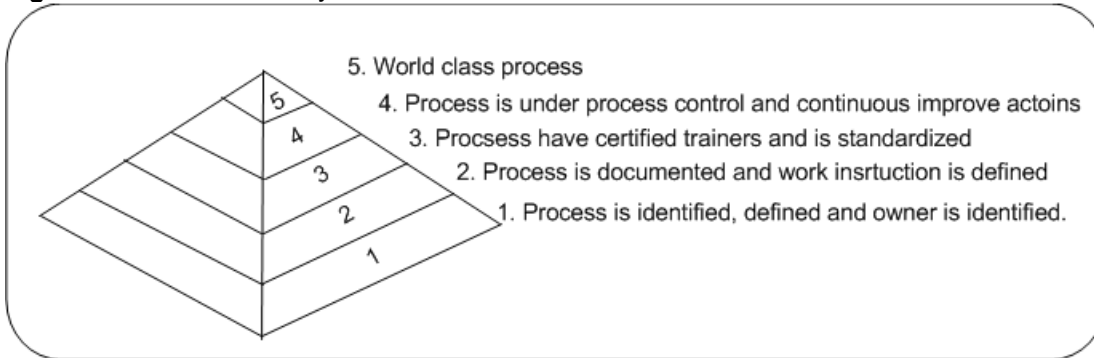 5. World class process
4. Process is under process control and continuous improve actoins
3. Procsess have certified trainers and is standardized
2. Process is documented and work insrtuction is defined
1. Process is identified, defined and owner is identified.
5
4
3
2
1